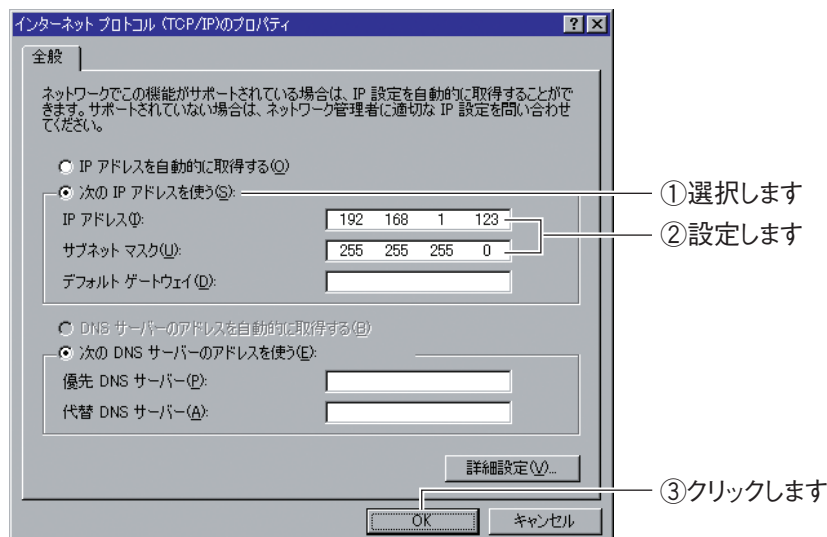 インターネット プロトコル (TCP/IP)のプロパティ
全般
ネットワークでこの機能がサポートされている場合は、IP 設定を自動的に取得することがで
きます。サポートされていない場合は、ネットワーク管理者に適切な IP 設定を問い合わせ
てください。
IP アドレスを自動的に取得する(O)
次の IP アドレスを使う(S):
①選択します
IP アドレス(I):
192 168 1 123
サブネット マスク(U):
255 255 255 0
②設定します
デフォルト ゲートウェイ(D):
DNS サーバーのアドレスを自動的に取得する(B)
次の DNS サーバーのアドレスを使う(E):
優先 DNS サーバー(P):
代替 DNS サーバー(A):
詳細設定(V)...
③クリックします
OK
キャンセル